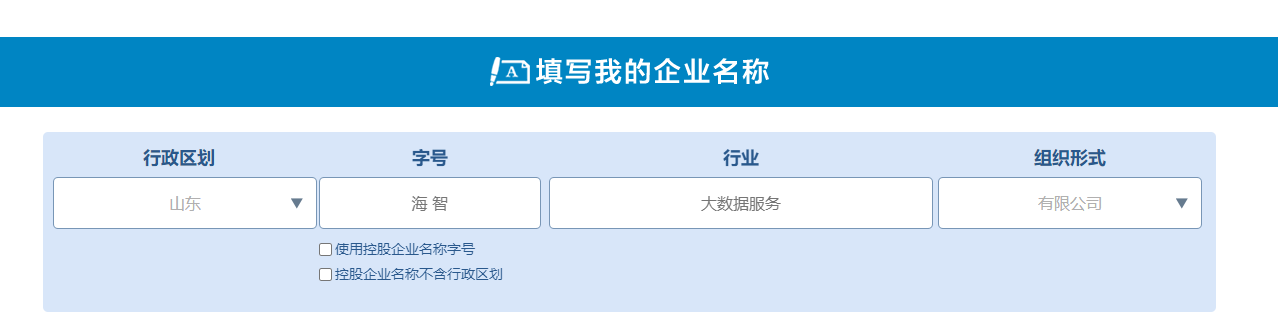 填写我的企业名称
行政区划 字号 行业 组织形式
山东 海 智 大数据服务 有限公司
使用控股企业名称字号
控股企业名称不含行政区划